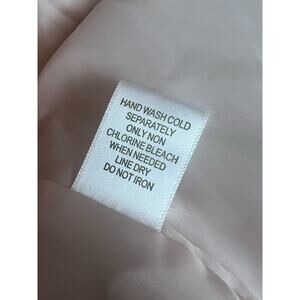 HAND WASH COLD
SEPARATELY
ONLY NON
CHLORINE BLEACH
WHEN NEEDED
LINE DRY
DO NOT IRON